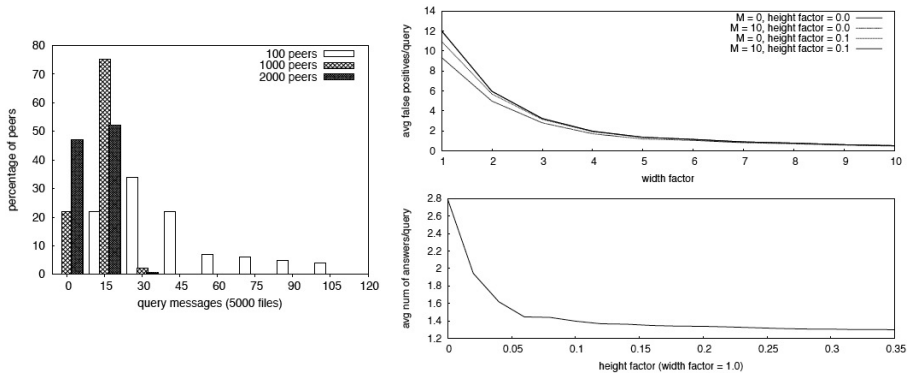 80
70
60
50
40
30
20
10
0
percentage of peers
100 peers
1000 peers
2000 peers
0 15 30 45 60 75 90 105 120
query messages (5000 files)
14
12
10
8
6
4
2
0
avg false positives/query
M = 0, height factor = 0.0
M = 10, height factor = 0.0
M = 0, height factor = 0.1
M = 10, height factor = 0.1
1 2 3 4 5 6 7 8 9 10
width factor
2.8
2.6
2.4
2.2
2
1.8
1.6
1.4
1.2
avg num of answers/query
0 0.05 0.1 0.15 0.2 0.25 0.3 0.35
height factor (width factor = 1.0)